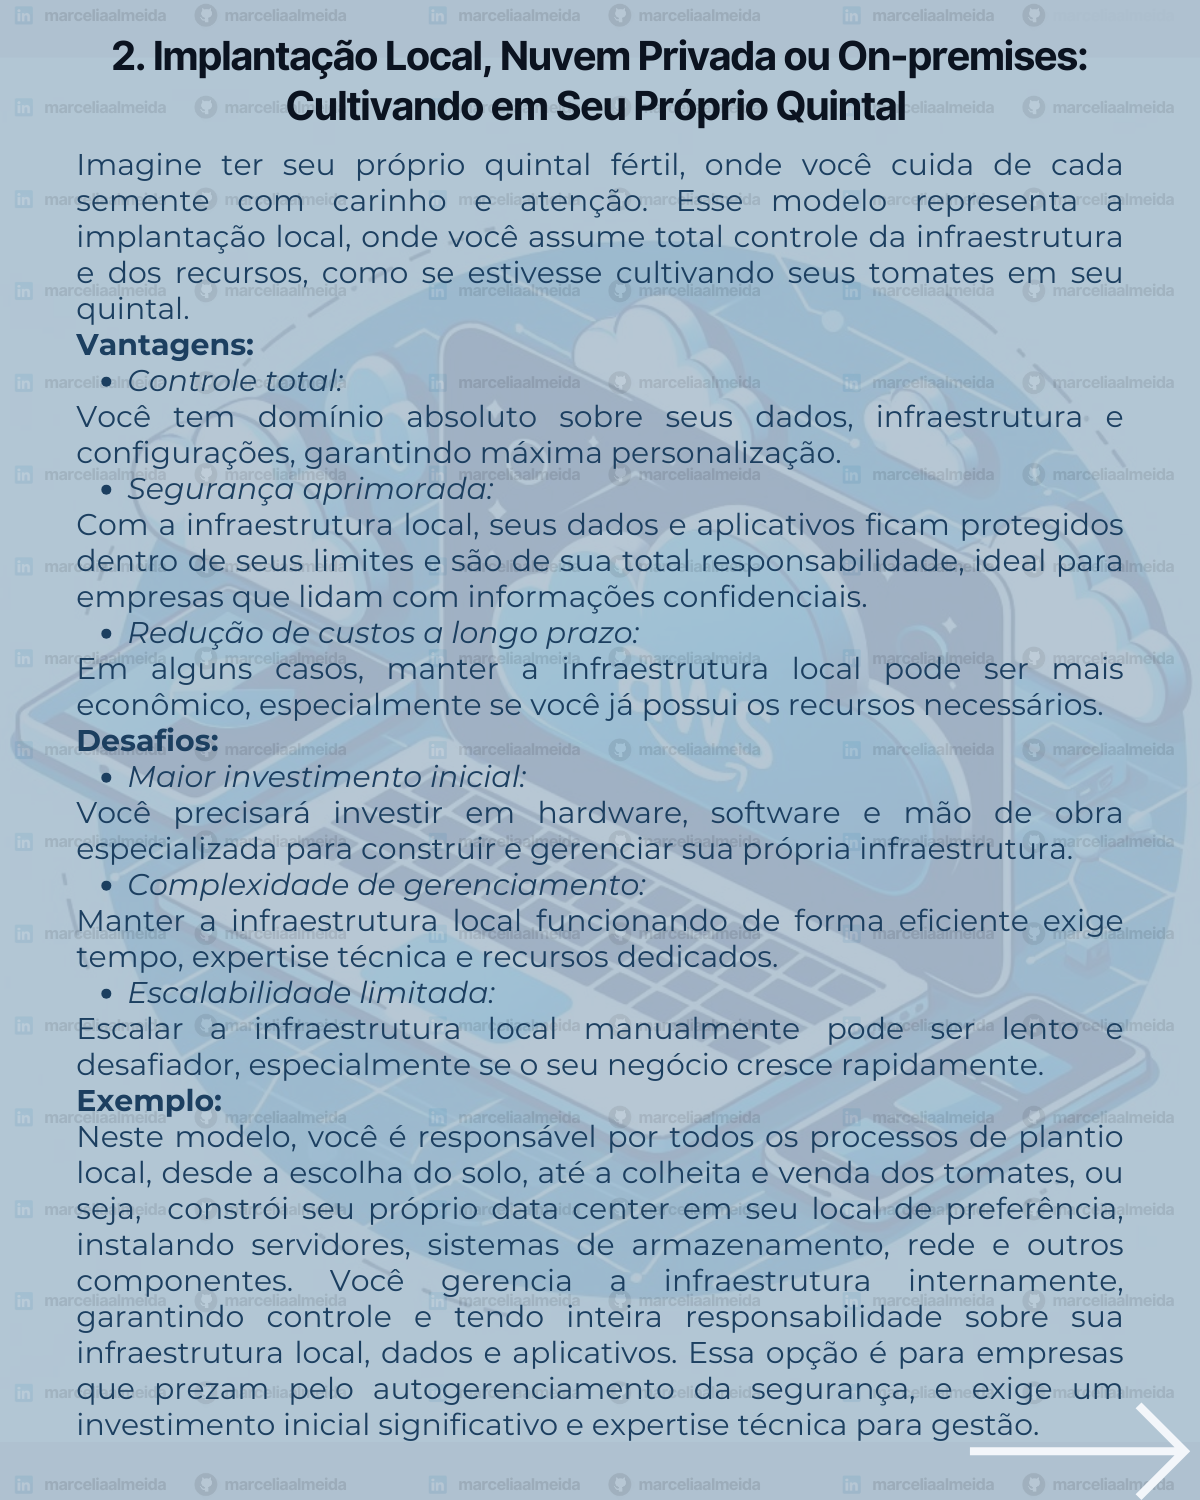 2. Implantação Local, Nuvem Privada ou On-premises:
Cultivando em Seu Próprio Quintal
Imagine ter seu próprio quintal fértil, onde você cuida de cada
semente com carinho e atenção. Esse modelo representa a
implantação local, onde você assume total controle da infraestrutura
e dos recursos, como se estivesse cultivando seus tomates em seu
quintal.
Vantagens:
• Controle total:
Você tem domínio absoluto sobre seus dados, infraestrutura e
configurações, garantindo máxima personalização.
• Segurança aprimorada:
Com a infraestrutura local, seus dados e aplicativos ficam protegidos
dentro de seus limites e são de sua total responsabilidade, ideal para
empresas que lidam com informações confidenciais.
• Redução de custos a longo prazo:
Em alguns casos, manter a infraestrutura local pode ser mais
econômico, especialmente se você já possui os recursos necessários.
Desafios:
• Maior investimento inicial:
Você precisará investir em hardware, software e mão de obra
especializada para construir e gerenciar sua própria infraestrutura.
• Complexidade de gerenciamento:
Manter a infraestrutura local funcionando de forma eficiente exige
tempo, expertise técnica e recursos dedicados.
• Escalabilidade limitada:
Escalar a infraestrutura local manualmente pode ser lento e
desafiador, especialmente se o seu negócio cresce rapidamente.
Exemplo:
Neste modelo, você é responsável por todos os processos de plantio
local, desde a escolha do solo, até a colheita e venda dos tomates, ou
seja, constrói seu próprio data center em seu local de preferência,
instalando servidores, sistemas de armazenamento, rede e outros
componentes. Você gerencia a infraestrutura internamente,
garantindo controle e tendo inteira responsabilidade sobre sua
infraestrutura local, dados e aplicativos. Essa opção é para empresas
que prezam pelo autogerenciamento da segurança, e exige um
investimento inicial significativo e expertise técnica para gestão.
aws
marceliaalmeida